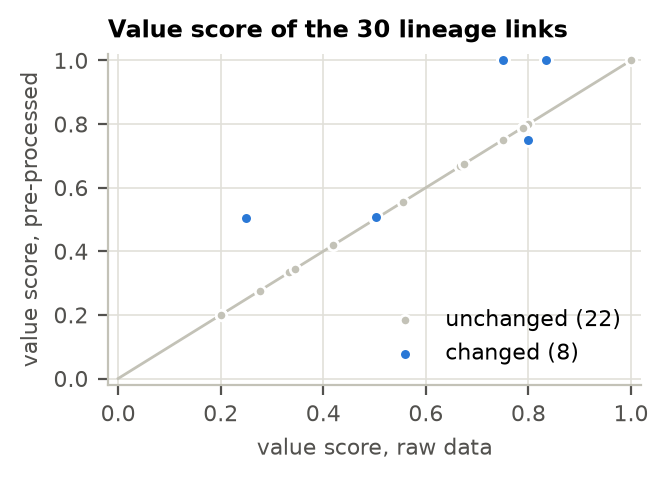 Value score of the 30 lineage links
value score, pre-processed
1.0
0.8
0.6
0.4
0.2
0.0
unchanged (22)
changed (8)
0.0 0.2 0.4 0.6 0.8 1.0
value score, raw data